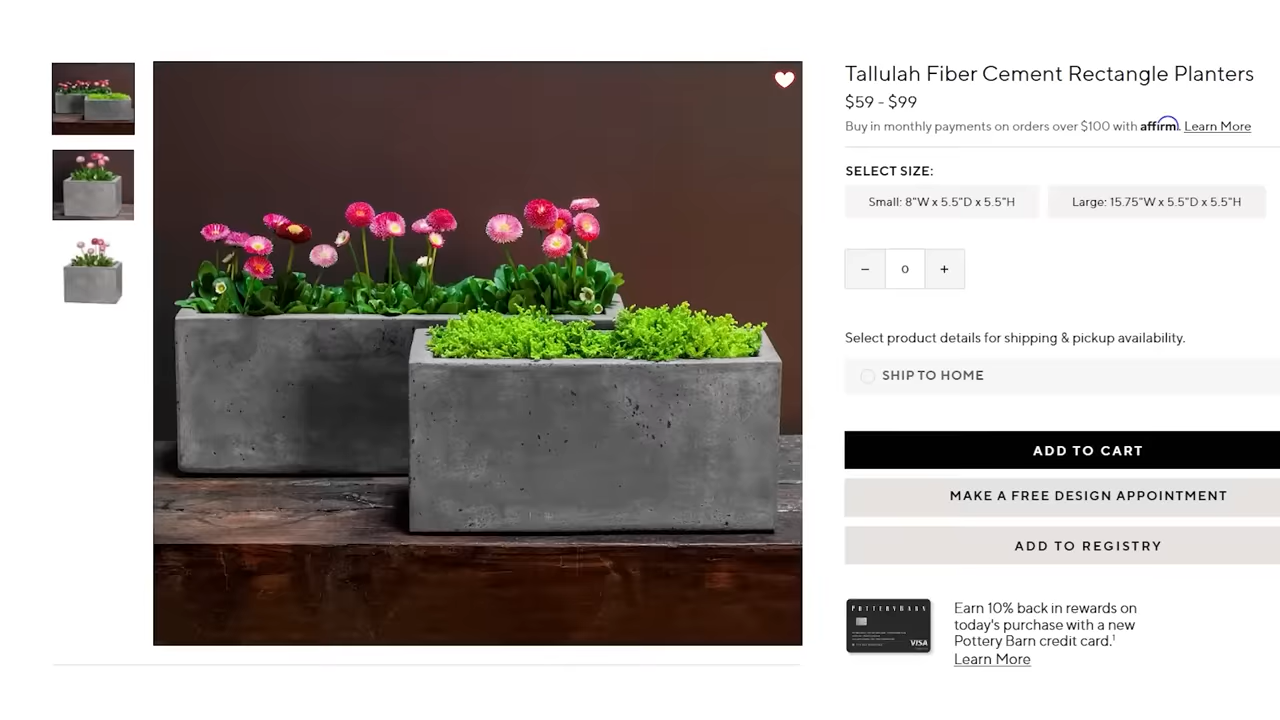 Tallulah Fiber Cement Rectangle Planters
$59 - $99
Buy in monthly payments on orders over $100 with affirm. Learn More
SELECT SIZE:
Small: 8"W x 5.5"D x 5.5"H
Large: 15.75"W x 5.5"D x 5.5"H
− 0 +
Select product details for shipping & pickup availability.
SHIP TO HOME
ADD TO CART
MAKE A FREE DESIGN APPOINTMENT
ADD TO REGISTRY
POTTERY BARN
VISA
Earn 10% back in rewards on
today's purchase with a new
Pottery Barn credit card.¹
Learn More